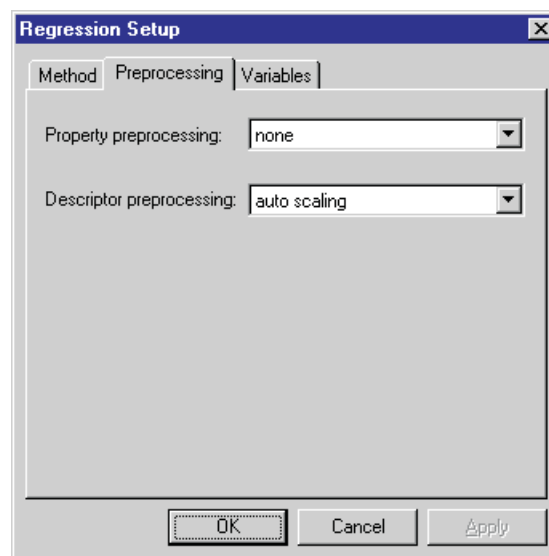 Regression Setup
Method Preprocessing Variables
Property preprocessing: none
Descriptor preprocessing: auto scaling
OK Cancel Apply